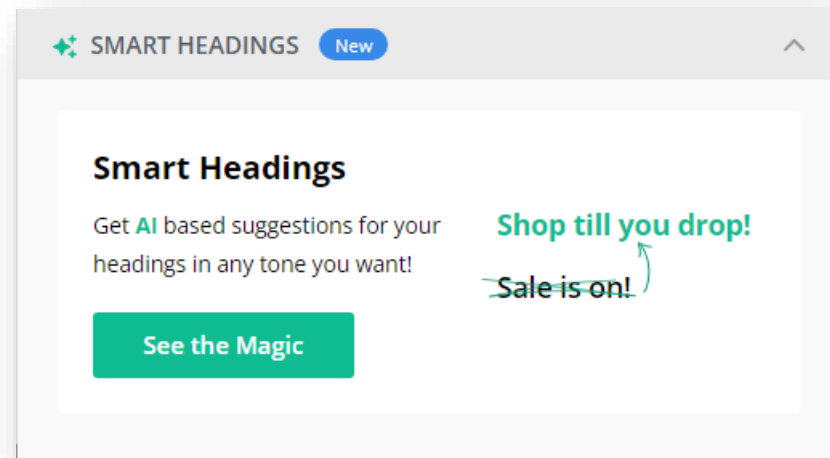 SMART HEADINGS New
Smart Headings
Get AI based suggestions for your
headings in any tone you want!
See the Magic
Shop till you drop!
Sale is on!